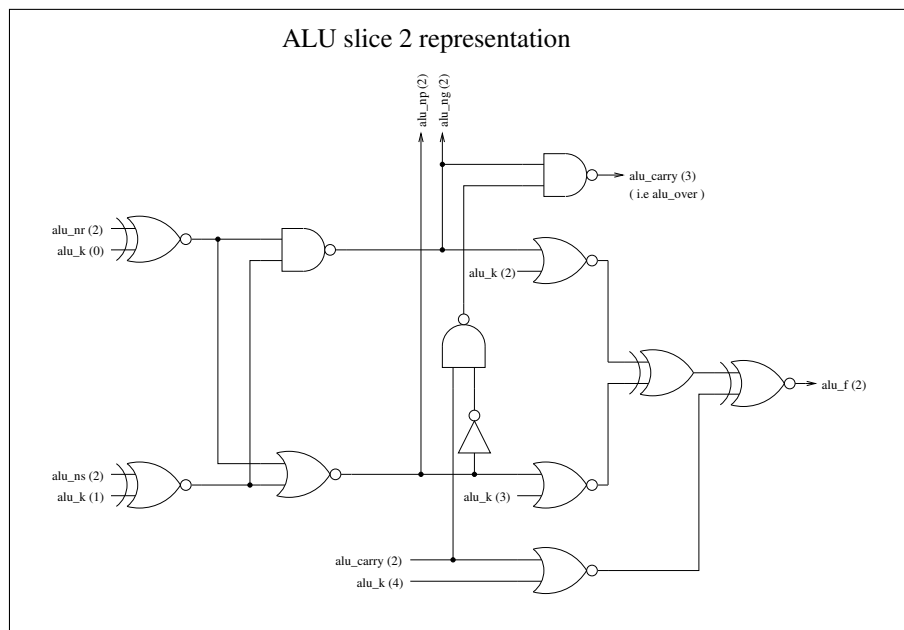 ALU slice 2 representation
alu_np (2)
alu_ng (2)
alu_carry (3)
( i.e alu_over )
alu_nr (2)
alu_k (0)
alu_k (2)
alu_f (2)
alu_ns (2)
alu_k (1)
alu_k (3)
alu_carry (2)
alu_k (4)